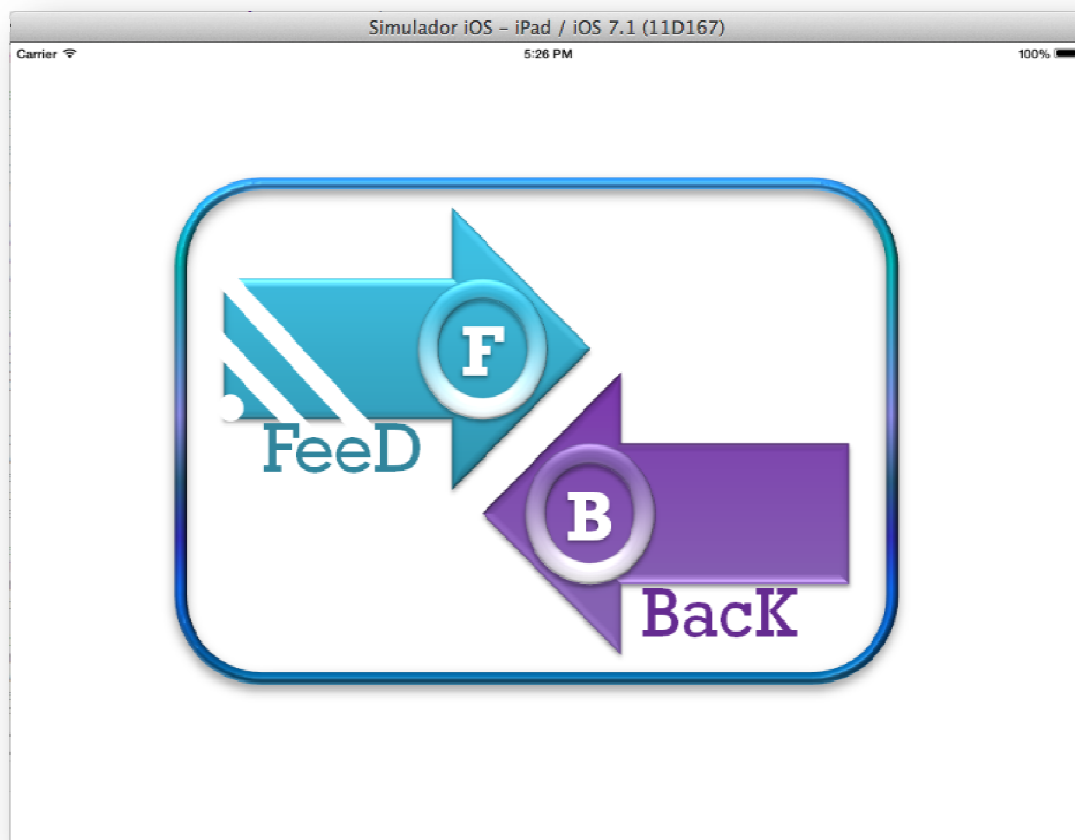 Simulador iOS – iPad / iOS 7.1 (11D167)
Carrier 5:26 PM 100%
F
FeeD
B
BacK